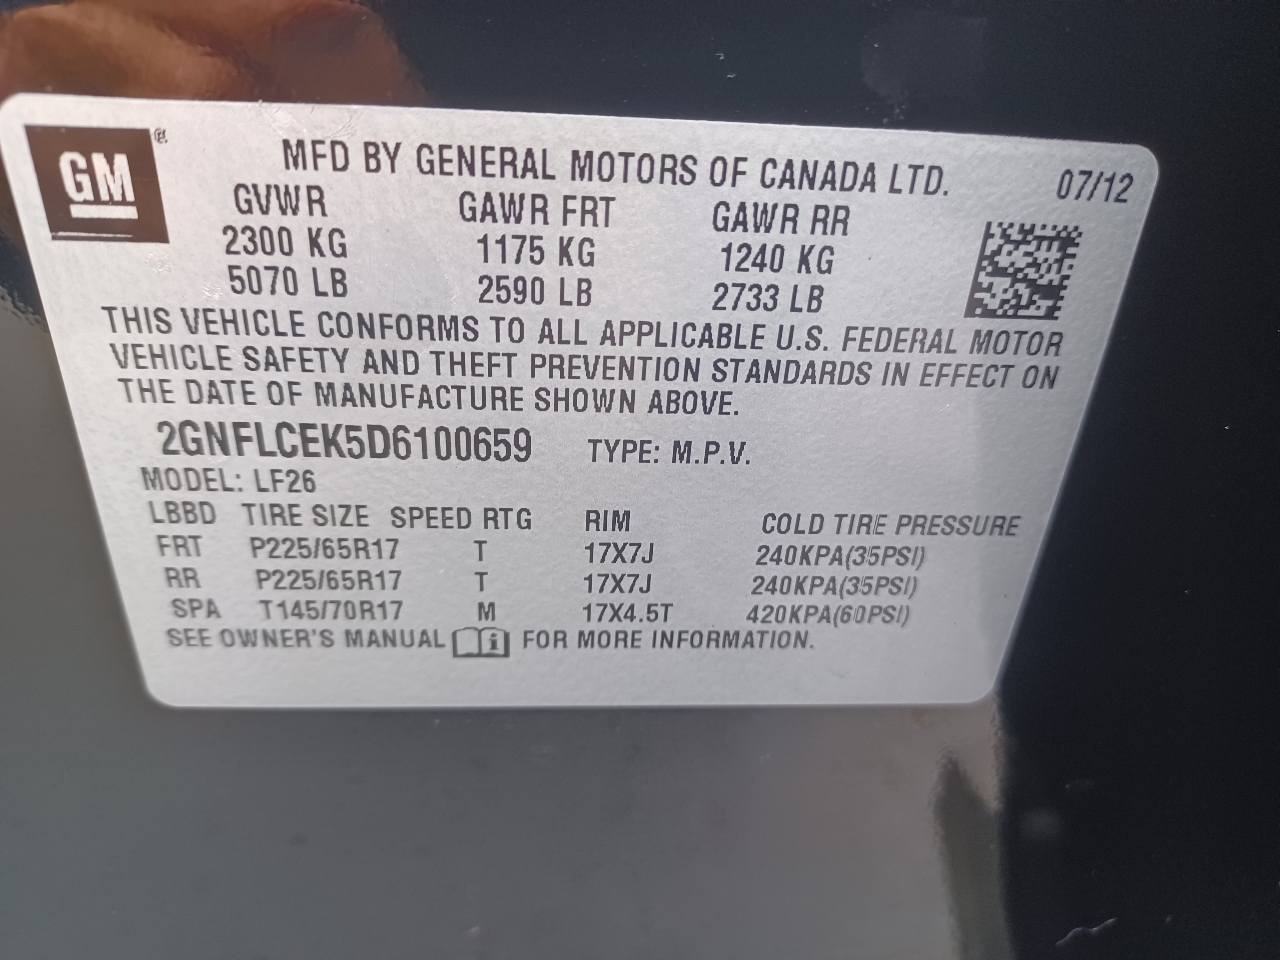 GM®
MFD BY GENERAL MOTORS OF CANADA LTD. 07/12
GVWR GAWR FRT GAWR RR
2300 KG 1175 KG 1240 KG
5070 LB 2590 LB 2733 LB
THIS VEHICLE CONFORMS TO ALL APPLICABLE U.S. FEDERAL MOTOR
VEHICLE SAFETY AND THEFT PREVENTION STANDARDS IN EFFECT ON
THE DATE OF MANUFACTURE SHOWN ABOVE.
2GNFLCEK5D6100659 TYPE: M.P.V.
MODEL: LF26
LBBD TIRE SIZE SPEED RTG RIM COLD TIRE PRESSURE
FRT P225/65R17 T 17X7J 240KPA(35PSI)
RR P225/65R17 T 17X7J 240KPA(35PSI)
SPA T145/70R17 M 17X4.5T 420KPA(60PSI)
SEE OWNER'S MANUAL i FOR MORE INFORMATION.